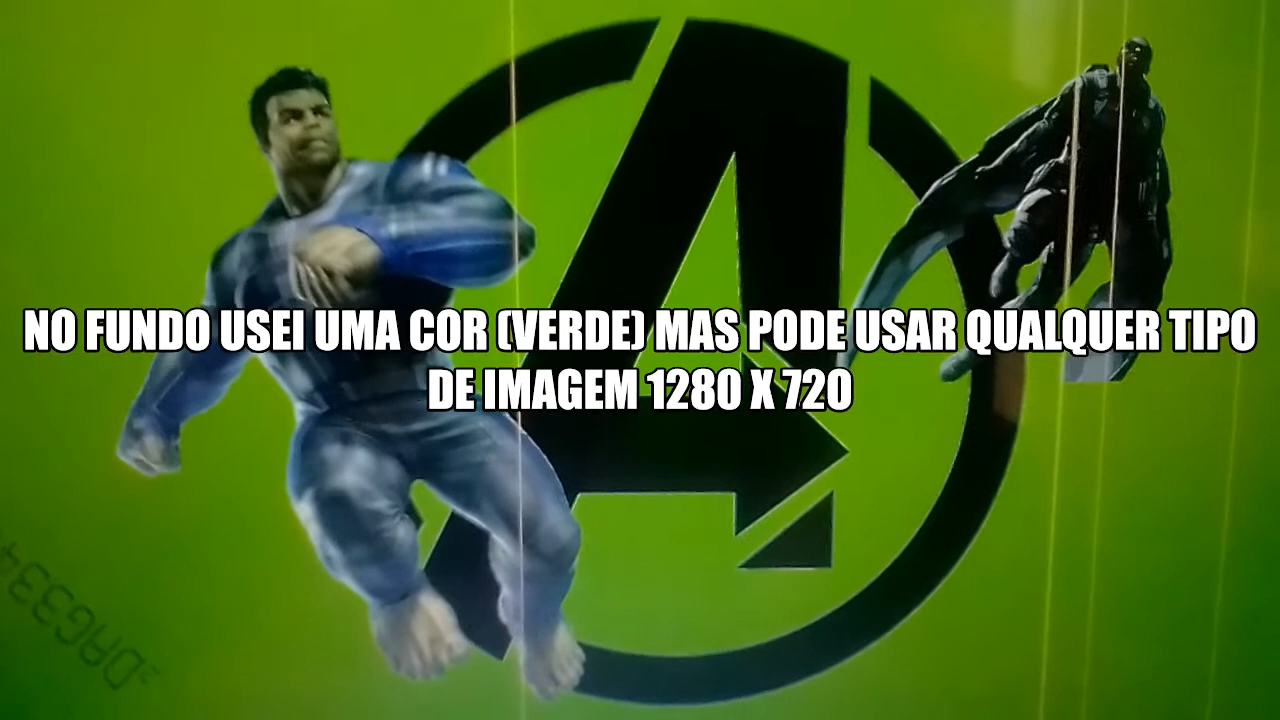 NO FUNDO USEI UMA COR (VERDE) MAS PODE USAR QUALQUER TIPO
DE IMAGEM 1280 X 720